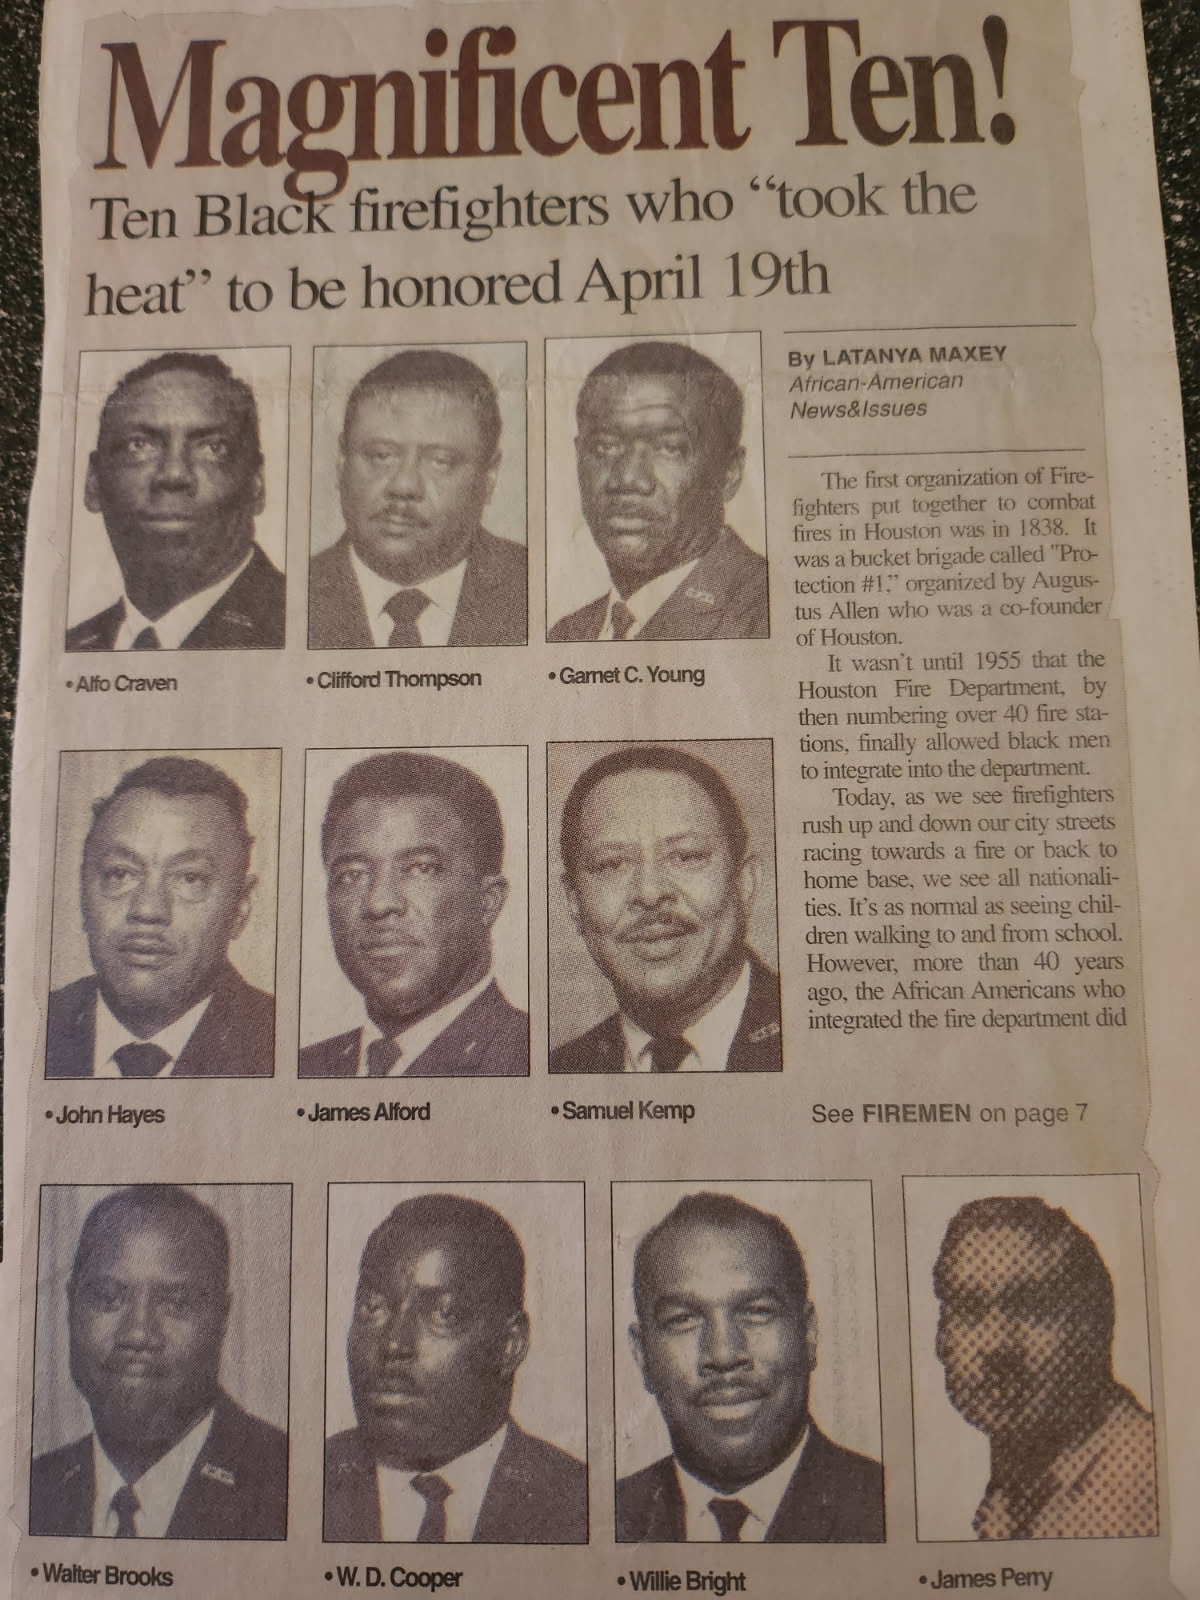 Magnificent Ten!
Ten Black firefighters who “took the
heat” to be honored April 19th
• Alfo Craven
• Clifford Thompson
• Garnet C. Young
By LATANYA MAXEY
African-American
News&Issues
The first organization of Fire-
fighters put together to combat
fires in Houston was in 1838. It
was a bucket brigade called "Pro-
tection #1,” organized by Augus-
tus Allen who was a co-founder
of Houston.
It wasn't until 1955 that the
Houston Fire Department, by
then numbering over 40 fire sta-
tions, finally allowed black men
to integrate into the department.
Today, as we see firefighters
rush up and down our city streets
racing towards a fire or back to
home base, we see all nationali-
ties. It's as normal as seeing chil-
dren walking to and from school.
However, more than 40 years
ago, the African Americans who
integrated the fire department did
See FIREMEN on page 7
• John Hayes
• James Alford
• Samuel Kemp
• Walter Brooks
• W. D. Cooper
• Willie Bright
• James Perry